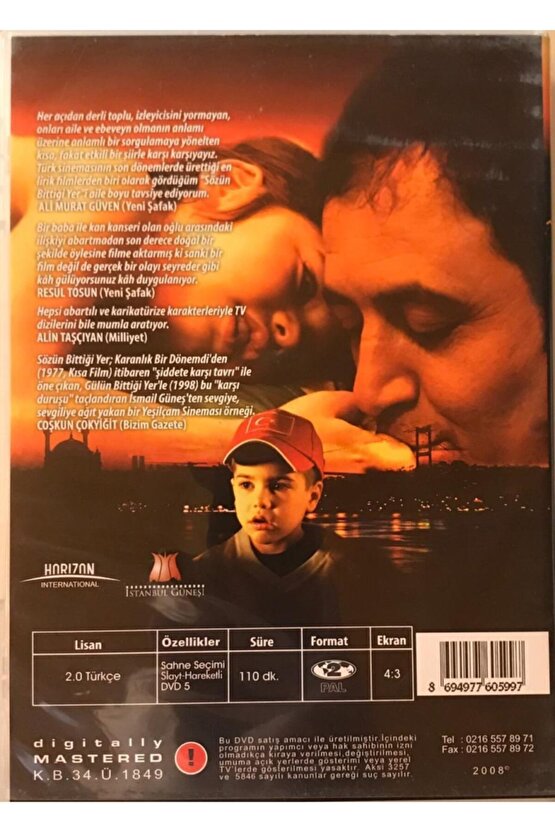 Her açıdan derli toplu, izleyicisini yormayan,
onları aile ve ebeveyn olmanın anlamı
üzerine anlamlı bir sorgulamaya yönelten
kısa, fakat etkili bir şiirle karşı karşıyayız.
Türk sinemasının son dönemlerde ürettiği en
lirik filmlerden biri olarak gördüğüm "Sözün
Bittiği Yer"i aile boyu tavsiye ediyorum.
ALİ MURAT GÜVEN (Yeni Şafak)
Bir baba ile kan kanseri olan oğlu arasındaki
ilişkiyi abartmadan son derece doğal bir
şekilde öylesine filme aktarmış ki sanki bir
film değil de gerçek bir olayı seyreder gibi
kâh gülüyorsunuz kâh duygulanıyor.
RESUL TOSUN (Yeni Şafak)
Hepsi abartılı ve karikatürize karakterleriyle TV
dizilerini bile mumla aratıyor.
ALİN TAŞÇIYAN (Milliyet)
Sözün Bittiği Yer; Karanlık Bir Dönemdi'den
(1977, Kısa Film) itibaren "şiddete karşı tavrı" ile
öne çıkan, Gülün Bittiği Yer'le (1998) bu "karşı
duruşu" taçlandıran İsmail Güneş'ten sevgiye,
sevgiliye ağıt yakan bir Yeşilçam Sineması örneği.
COŞKUN ÇOKYİĞİT (Bizim Gazete)
HORIZON
INTERNATIONAL
İSTANBUL GÜNEŞİ
Lisan Özellikler Süre Format Ekran
2.0 Türkçe Sahne Seçimi
Slayt-Hareketli
DVD 5 110 dk. 2 PAL 4:3
8 694977 605997
digitally
MASTERED
K.B.34.Ü.1849
Bu DVD satış amacı ile üretilmiştir.İçindeki
programın yapımcı veya hak sahibinin izni
olmadıkça kiraya verilmesi,değiştirilmesi,
umuma açık yerlerde gösterimi veya yerel
TV'lerde gösterilmesi yasaktır. Aksi 3257
ve 5846 sayılı kanunlar gereği suç sayılır.
Tel : 0216 557 89 71
Fax : 0216 557 89 72
2008©